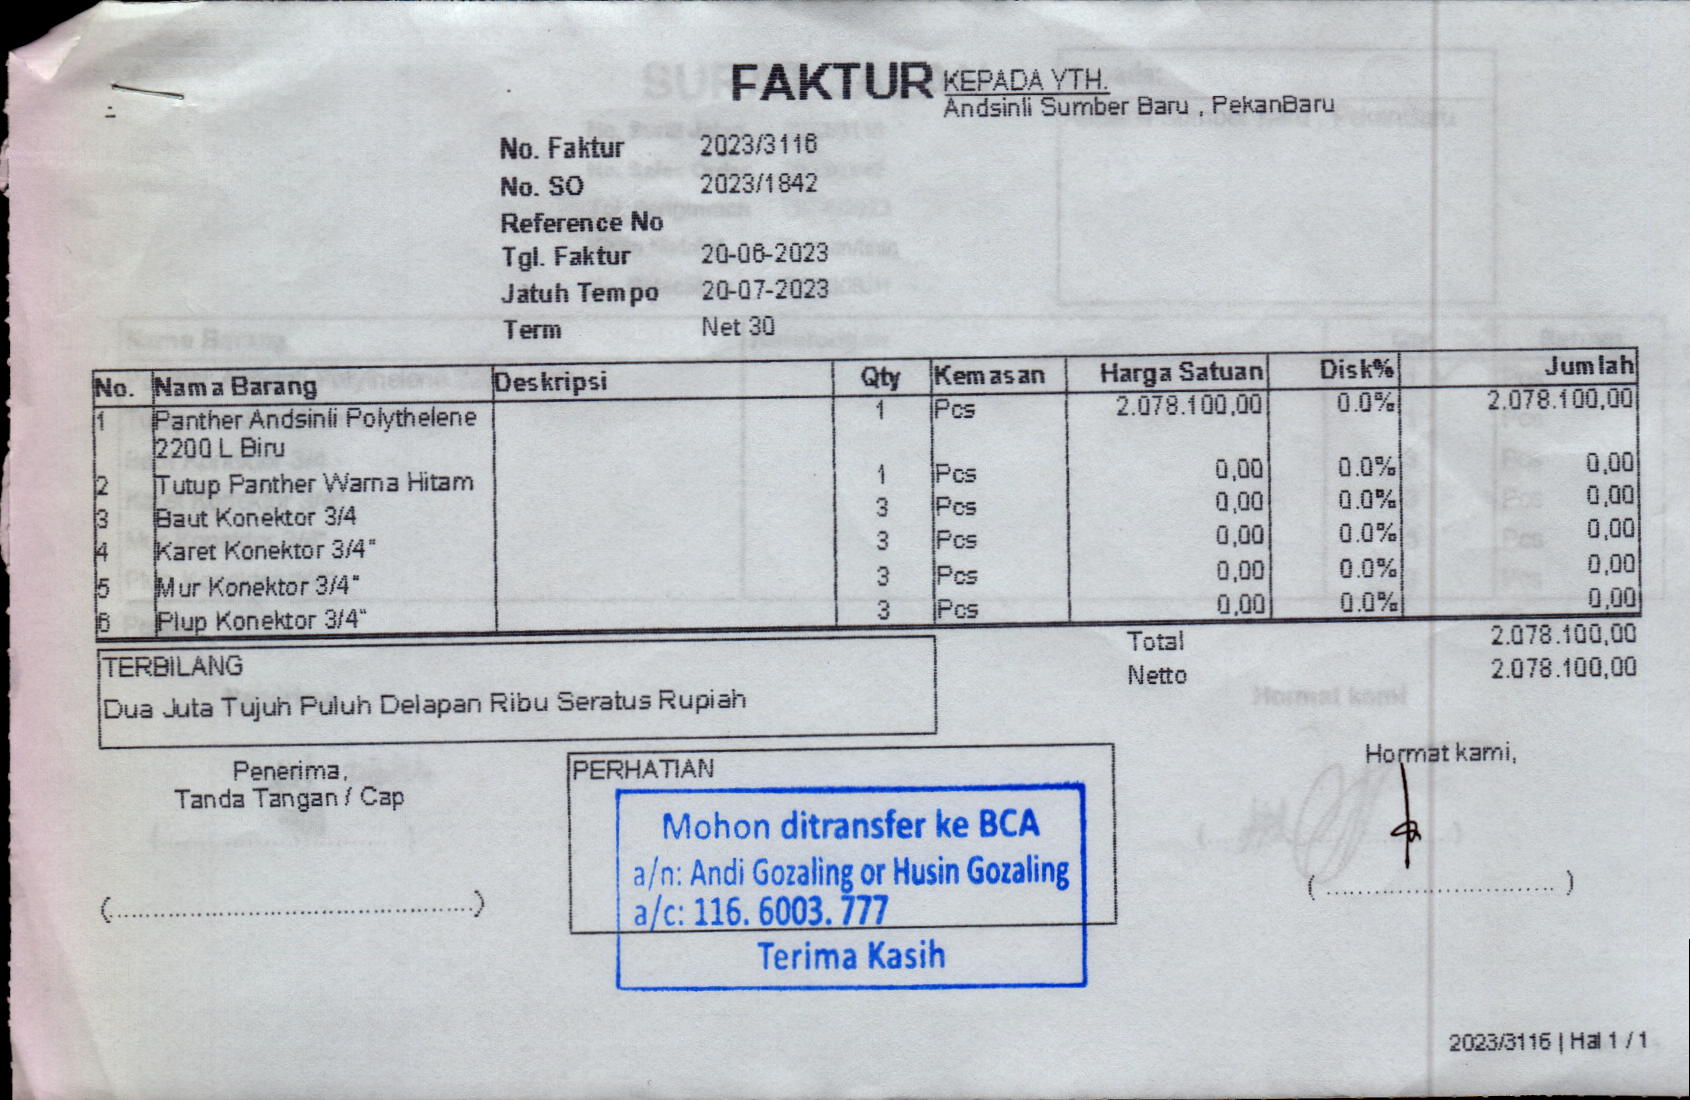 FAKTUR
KEPADA YTH.
Andsinli Sumber Baru , PekanBaru
No. Faktur 2023/3116
No. SO 2023/1842
Reference No
Tgl. Faktur 20-06-2023
Jatuh Tempo 20-07-2023
Term Net 30
No. Nama Barang Deskripsi Qty Kemasan Harga Satuan Disk% Jumlah
1 Panther Andsinli Polythelene 1 Pcs 2.078.100,00 0.0% 2.078.100,00
2200 L Biru
2 Tutup Panther Warna Hitam 1 Pcs 0,00 0.0% 0,00
3 Baut Konektor 3/4 3 Pcs 0,00 0.0% 0,00
4 Karet Konektor 3/4" 3 Pcs 0,00 0.0% 0,00
5 Mur Konektor 3/4" 3 Pcs 0,00 0.0% 0,00
6 Plup Konektor 3/4" 3 Pcs 0,00 0.0% 0,00
Total 2.078.100,00
Netto 2.078.100,00
TERBILANG
Dua Juta Tujuh Puluh Delapan Ribu Seratus Rupiah
Penerima,
Tanda Tangan / Cap
(....................................................)
PERHATIAN
Mohon ditransfer ke BCA
a/n: Andi Gozaling or Husin Gozaling
a/c: 116. 6003. 777
Terima Kasih
Hormat kami,
( ................................ )
2023/3116 | Hal 1 / 1